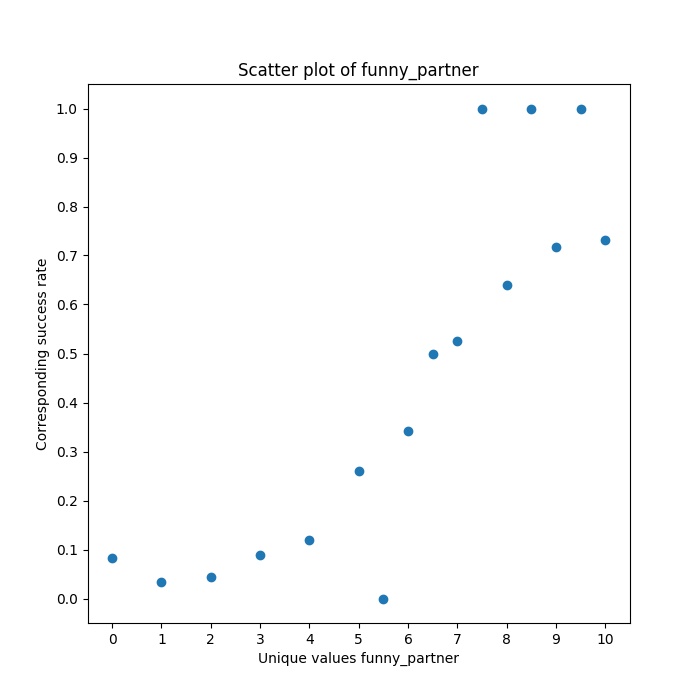 Scatter plot of funny_partner
1.0
0.9
0.8
0.7
0.6
0.5
0.4
0.3
0.2
0.1
0.0
Corresponding success rate
0 1 2 3 4 5 6 7 8 9 10
Unique values funny_partner